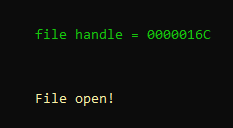 file handle = 0000016C
File open!